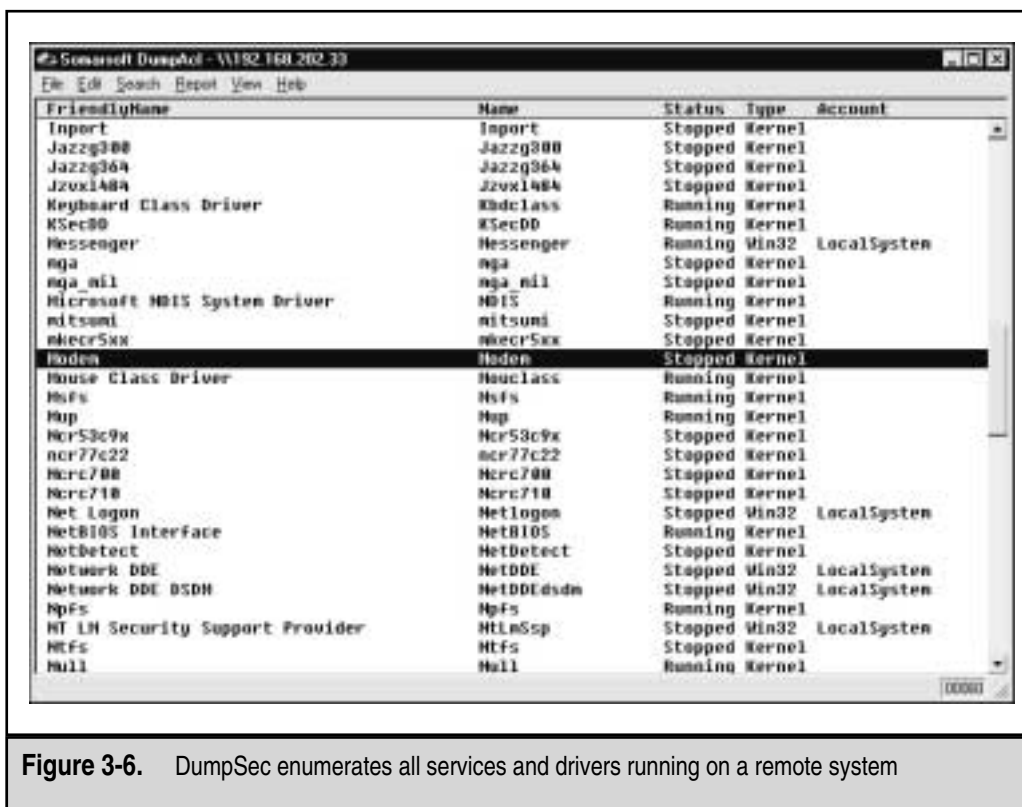 Somarsoft DumpAcl - \\192.168.202.33
File Edit Search Report View Help
FriendlyName Name Status Type Account
Inport Inport Stopped Kernel
Jazzg300 Jazzg300 Stopped Kernel
Jazzg364 Jazzg364 Stopped Kernel
Jzvxl484 Jzvxl484 Stopped Kernel
Keyboard Class Driver Kbdclass Running Kernel
KSecDD KSecDD Running Kernel
Messenger Messenger Running Win32 LocalSystem
mga mga Stopped Kernel
mga_mil mga_mil Stopped Kernel
Microsoft NDIS System Driver NDIS Running Kernel
mitsumi mitsumi Stopped Kernel
mkecr5xx mkecr5xx Stopped Kernel
Modem Modem Stopped Kernel
Mouse Class Driver Mouclass Running Kernel
Msfs Msfs Running Kernel
Mup Mup Running Kernel
Ncr53c9x Ncr53c9x Stopped Kernel
ncr77c22 ncr77c22 Stopped Kernel
Ncrc700 Ncrc700 Stopped Kernel
Ncrc710 Ncrc710 Stopped Kernel
Net Logon Netlogon Stopped Win32 LocalSystem
NetBIOS Interface NetBIOS Running Kernel
NetDetect NetDetect Stopped Kernel
Network DDE NetDDE Stopped Win32 LocalSystem
Network DDE DSDM NetDDEdsdm Stopped Win32 LocalSystem
Npfs Npfs Running Kernel
NT LM Security Support Provider NtLmSsp Stopped Win32 LocalSystem
Ntfs Ntfs Stopped Kernel
Null Null Running Kernel
Figure 3-6. DumpSec enumerates all services and drivers running on a remote system